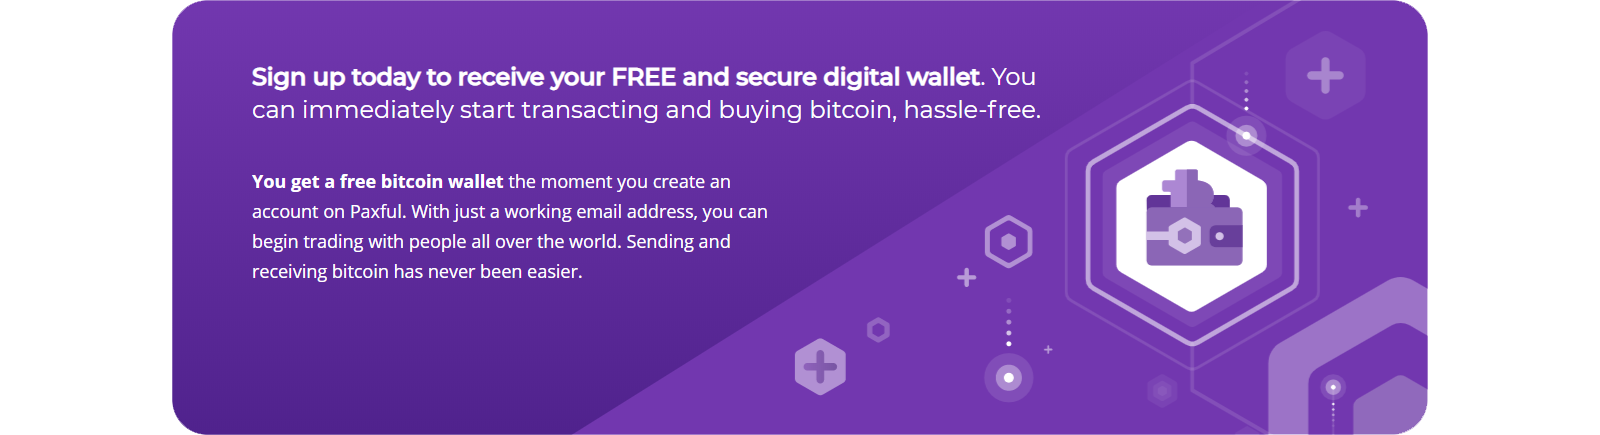 Sign up today to receive your FREE and secure digital wallet. You
can immediately start transacting and buying bitcoin, hassle-free.
You get a free bitcoin wallet the moment you create an
account on Paxful. With just a working email address, you can
begin trading with people all over the world. Sending and
receiving bitcoin has never been easier.